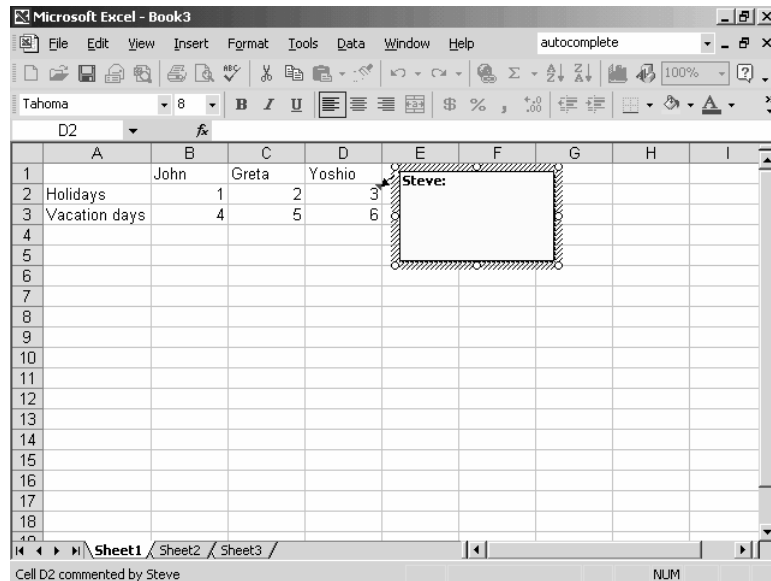 Microsoft Excel - Book3
File Edit View Insert Format Tools Data Window Help autocomplete
100%
Tahoma 8 B I U $ % , A
D2 fx
A B C D E F G H I
1 John Greta Yoshio
Steve:
2 Holidays 1 2 3
3 Vacation days 4 5 6
4
5
6
7
8
9
10
11
12
13
14
15
16
17
18
Sheet1 Sheet2 Sheet3
Cell D2 commented by Steve NUM